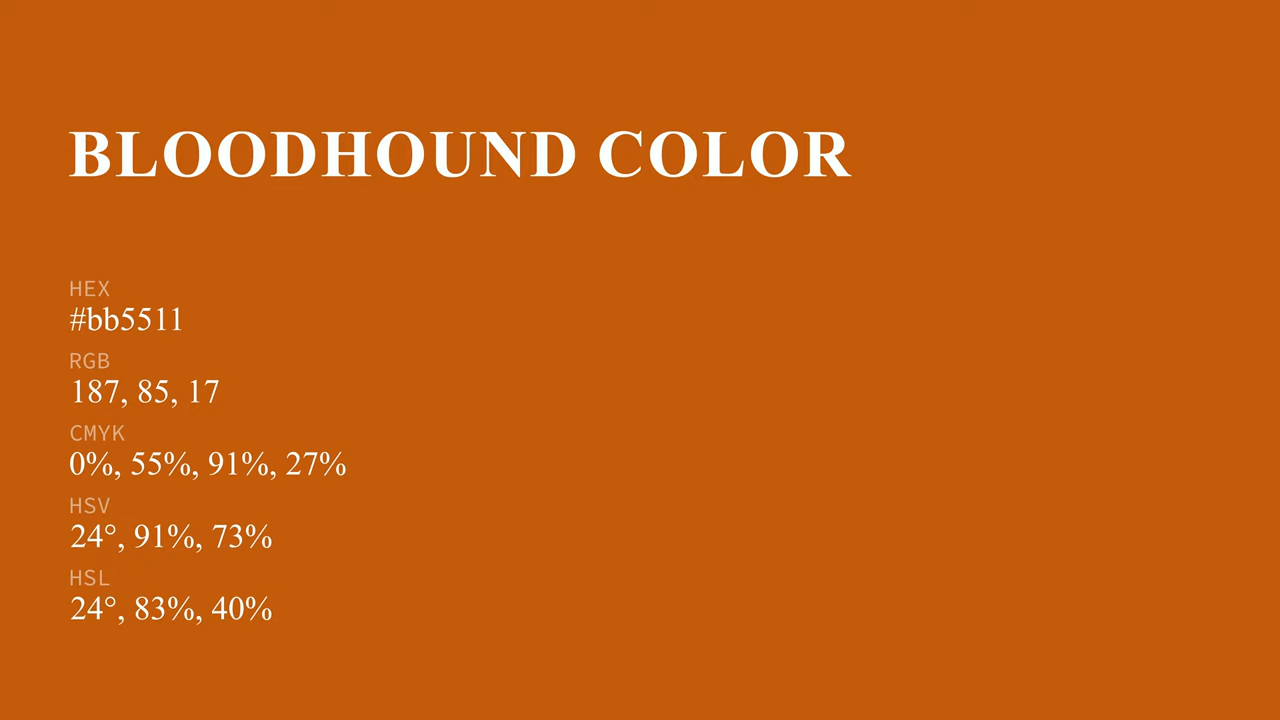 BLOODHOUND COLOR
HEX
#bb5511
RGB
187, 85, 17
CMYK
0%, 55%, 91%, 27%
HSV
24°, 91%, 73%
HSL
24°, 83%, 40%